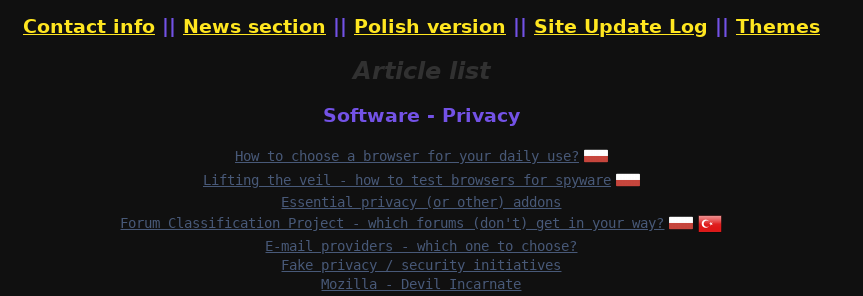 Contact info || News section || Polish version || Site Update Log || Themes
Article list
Software - Privacy
How to choose a browser for your daily use?
Lifting the veil - how to test browsers for spyware
Essential privacy (or other) addons
Forum Classification Project - which forums (don't) get in your way?
E-mail providers - which one to choose?
Fake privacy / security initiatives
Mozilla - Devil Incarnate